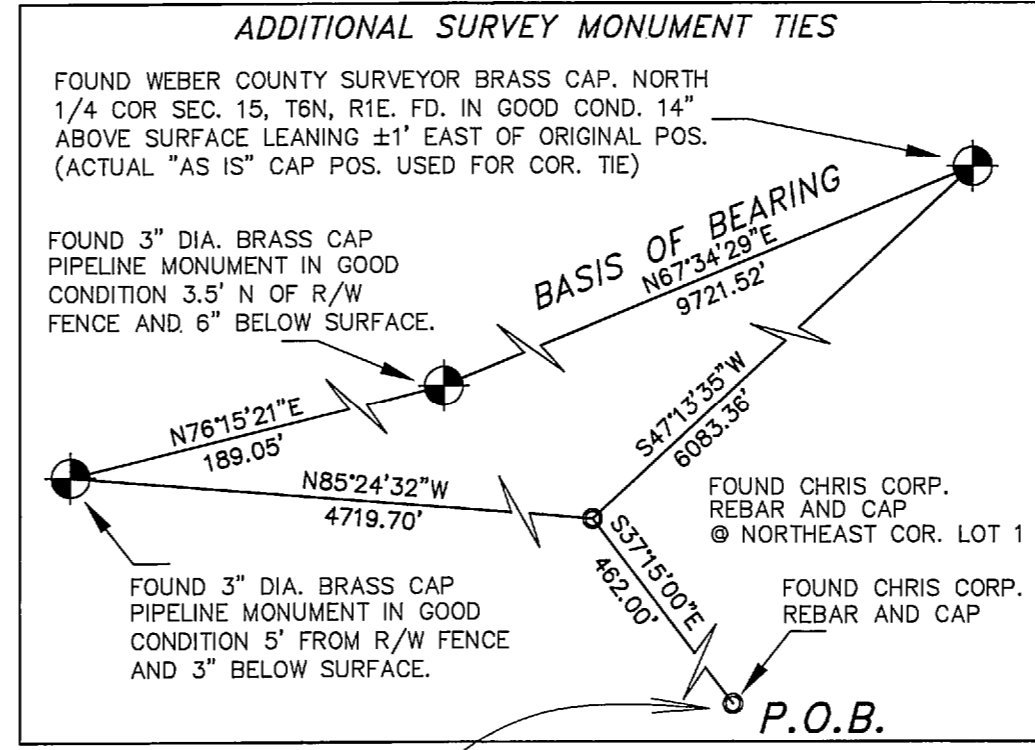 ADDITIONAL SURVEY MONUMENT TIES
FOUND WEBER COUNTY SURVEYOR BRASS CAP. NORTH
1/4 COR SEC. 15, T6N, R1E. FD. IN GOOD COND. 14"
ABOVE SURFACE LEANING ±1' EAST OF ORIGINAL POS.
(ACTUAL "AS IS" CAP POS. USED FOR COR. TIE)
FOUND 3" DIA. BRASS CAP
PIPELINE MONUMENT IN GOOD
CONDITION 3.5' N OF R/W
FENCE AND 6" BELOW SURFACE.
BASIS OF BEARING
N67°34'29"E
9721.52'
N76°15'21"E
189.05'
S47°13'35"W
6083.36'
N85°24'32"W
4719.70'
FOUND CHRIS CORP.
REBAR AND CAP
@ NORTHEAST COR. LOT 1
S37°15'00"E
462.00'
FOUND 3" DIA. BRASS CAP
PIPELINE MONUMENT IN GOOD
CONDITION 5' FROM R/W FENCE
AND 3" BELOW SURFACE.
FOUND CHRIS CORP.
REBAR AND CAP
P.O.B.